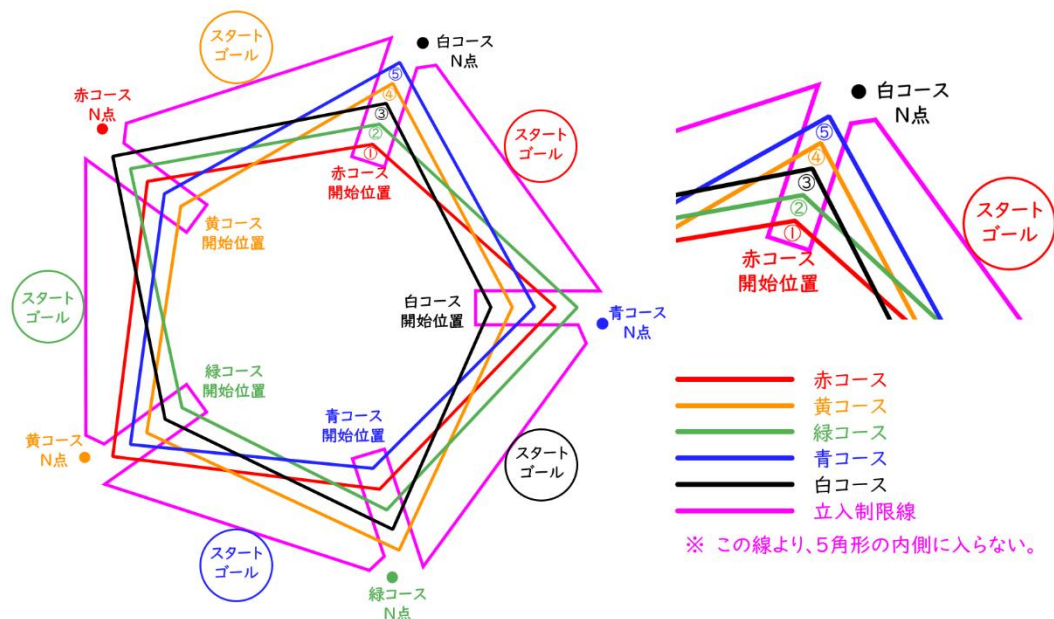 スタート
ゴール
白コース
N点
赤コース
N点
⑤
④
③
②
①
赤コース
開始位置
スタート
ゴール
黄コース
開始位置
スタート
ゴール
白コース
開始位置
青コース
N点
緑コース
開始位置
青コース
開始位置
黄コース
N点
スタート
ゴール
スタート
ゴール
緑コース
N点
白コース
N点
⑤
④
③
②
①
赤コース
開始位置
スタート
ゴール
赤コース
黄コース
緑コース
青コース
白コース
立入制限線
※ この線より、5角形の内側に入らない。